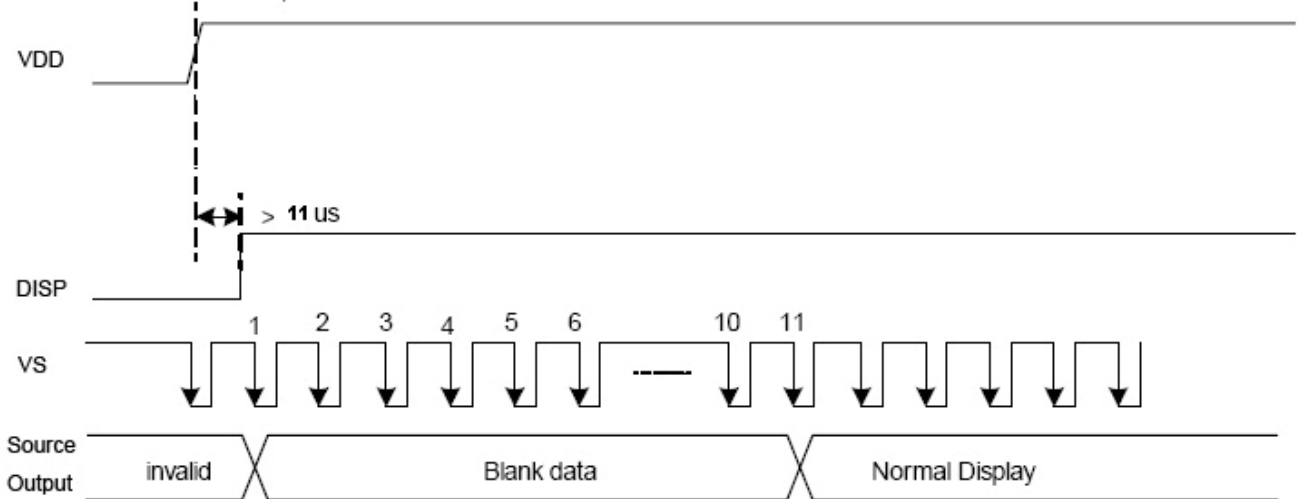 VDD
> 11 us
DISP
1 2 3 4 5 6 10 11
VS
Source
Output
invalid
Blank data
Normal Display